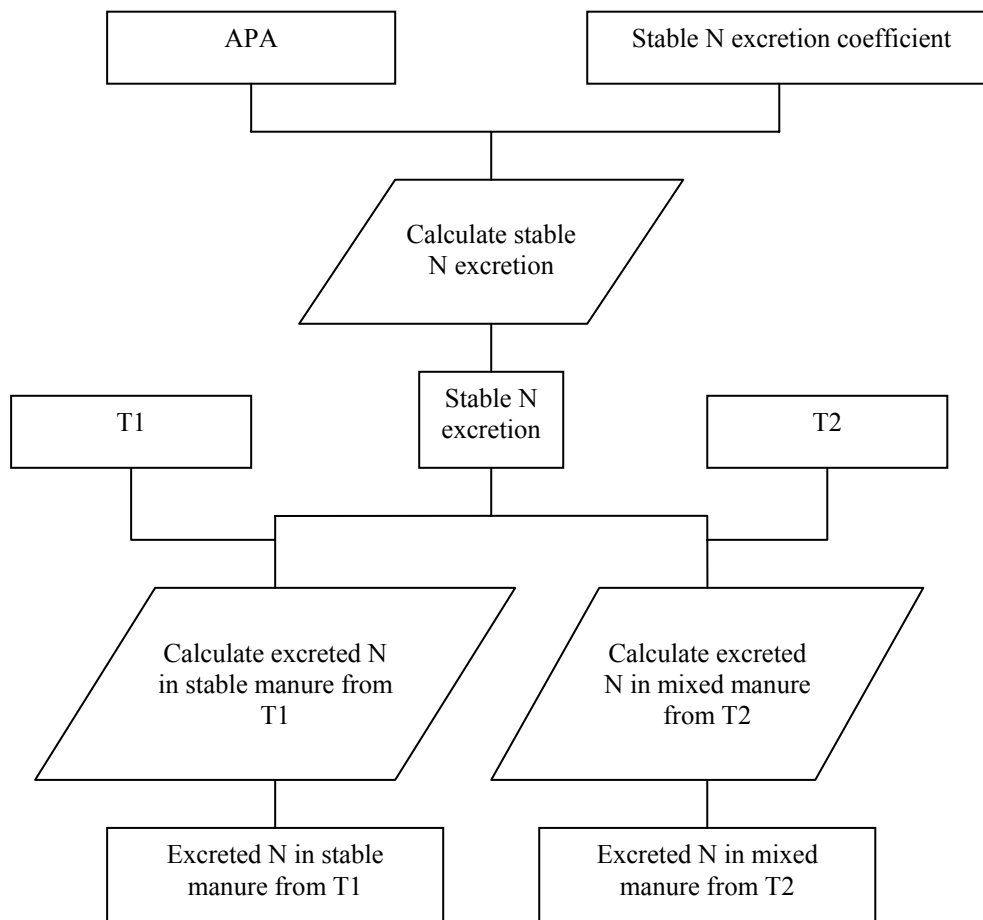 APA
Stable N excretion coefficient
Calculate stable
N excretion
Stable N
excretion
T1
T2
Calculate excreted N
in stable manure from
T1
Calculate excreted
N in mixed manure
from T2
Excreted N in stable
manure from T1
Excreted N in mixed
manure from T2